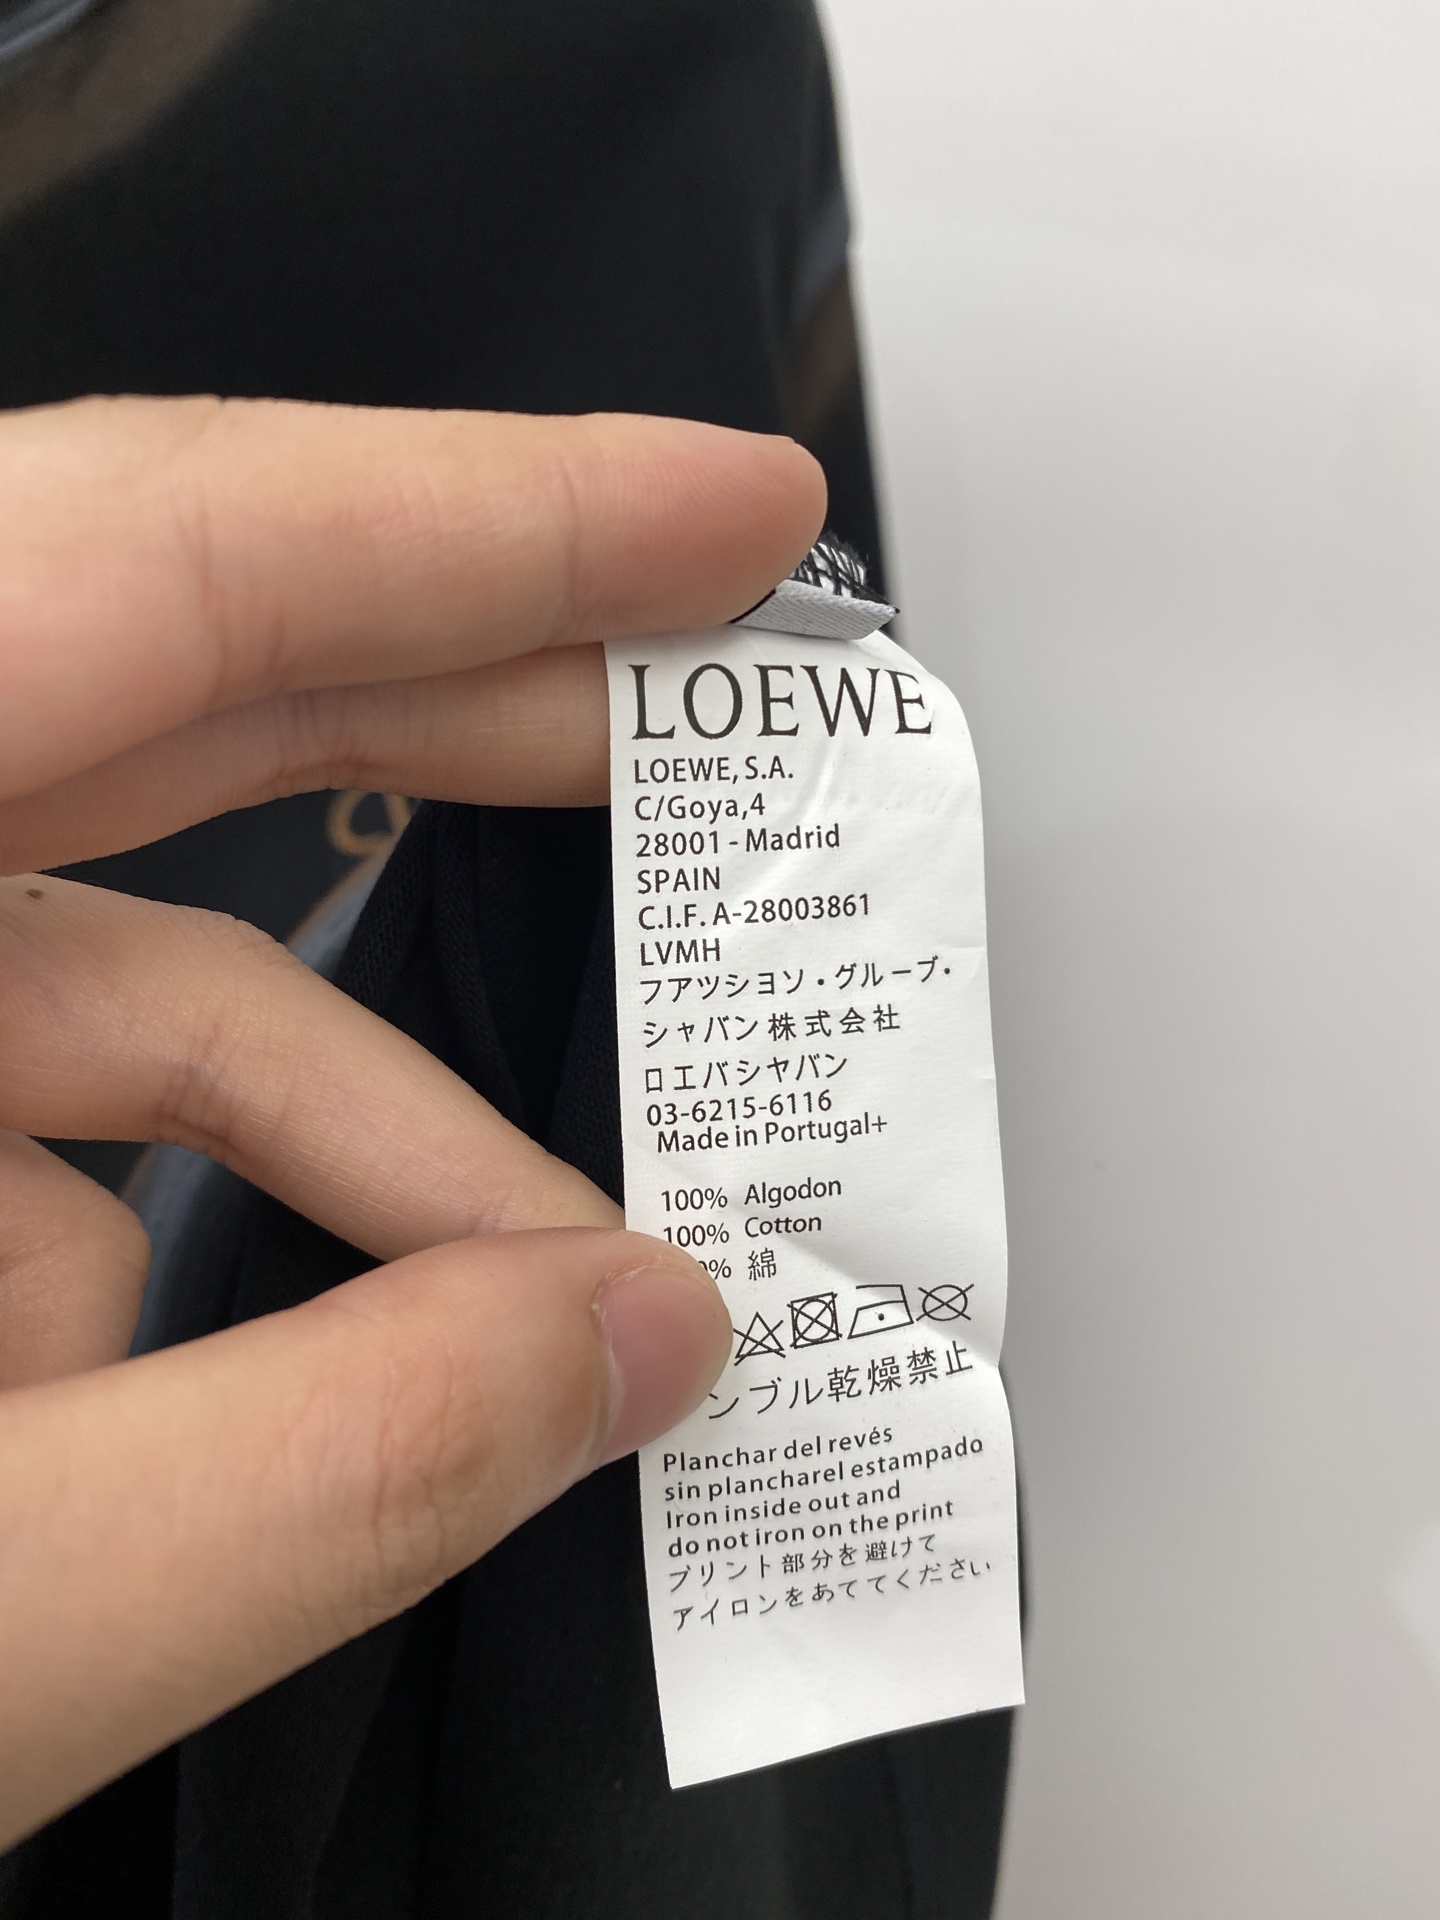 LOEWE
LOEWE, S.A.
C/Goya,4
28001 - Madrid
SPAIN
C.I.F. A-28003861
LVMH
フアツシヨソ・グループ・
シャバン株式会社
ロエバシヤバン
03-6215-6116
Made in Portugal+
100% Algodon
100% Cotton
% 綿
ンブル乾燥禁止
Planchar del revés
sin plancharel estampado
Iron inside out and
do not iron on the print
プリント部分を避けて
アイロンをあててください